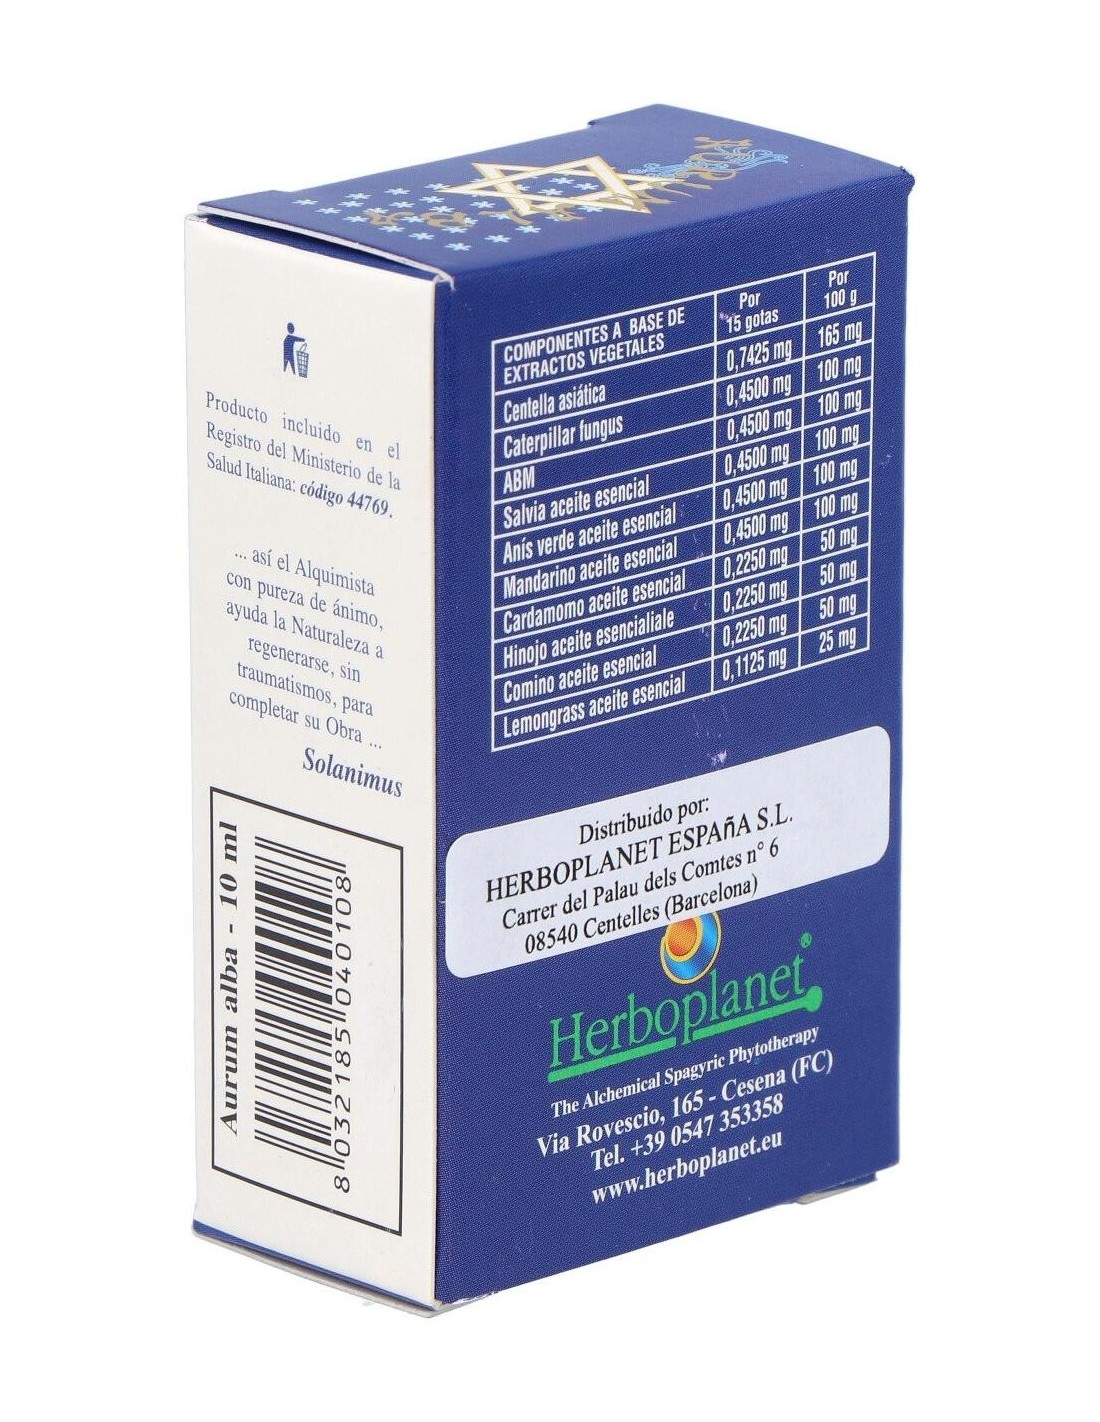 COMPONENTES A BASE DE
EXTRACTOS VEGETALES
Por
15 gotas
Por
100 g
Centella asiática 0,7425 mg 165 mg
Caterpillar fungus 0,4500 mg 100 mg
ABM 0,4500 mg 100 mg
Salvia aceite esencial 0,4500 mg 100 mg
Anís verde aceite esencial 0,4500 mg 100 mg
Mandarino aceite esencial 0,4500 mg 100 mg
Cardamomo aceite esencial 0,2250 mg 50 mg
Hinojo aceite esencialiale 0,2250 mg 50 mg
Comino aceite esencial 0,2250 mg 50 mg
Lemongrass aceite esencial 0,1125 mg 25 mg
Distribuido por:
HERBOPLANET ESPAñA S.L.
Carrer del Palau dels Comtes n° 6
08540 Centelles (Barcelona)
Herboplanet®
The Alchemical Spagyric Phytotherapy
Via Rovescio, 165 - Cesena (FC)
Tel. +39 0547 353358
www.herboplanet.eu
Producto incluido en el
Registro del Ministerio de la
Salud Italiana: código 44769.
... así el Alquimista
con pureza de ánimo,
ayuda la Naturaleza a
regenerarse, sin
traumatismos, para
completar su Obra ...
Solanimus
Aurum alba - 10 ml
8 032185 040108